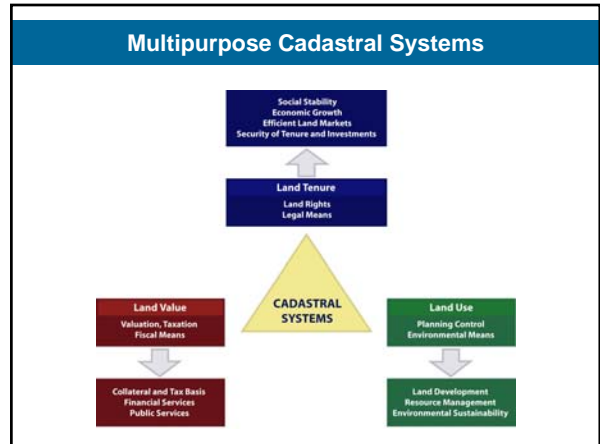 Multipurpose Cadastral Systems
Social Stability
Economic Growth
Efficient Land Markets
Security of Tenure and Investments
Land Tenure
Land Rights
Legal Means
CADASTRAL
SYSTEMS
Land Value
Valuation, Taxation
Fiscal Means
Collateral and Tax Basis
Financial Services
Public Services
Land Use
Planning Control
Environmental Means
Land Development
Resource Management
Environmental Sustainability